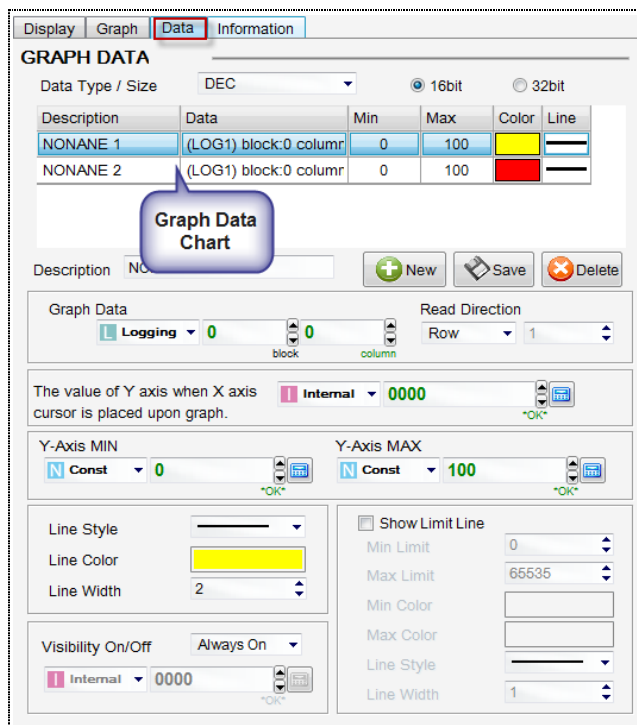 Display Graph Data Information
GRAPH DATA
Data Type / Size DEC 16bit 32bit
Description Data Min Max Color Line
NONANE 1 (LOG1) block:0 columr 0 100
NONANE 2 (LOG1) block:0 columr 0 100
Graph Data
Chart
Description NO New Save Delete
Graph Data Read Direction
L Logging 0 0 Row 1
block column
The value of Y axis when X axis
cursor is placed upon graph.
I Internal 0000
*OK*
Y-Axis MIN Y-Axis MAX
N Const 0 N Const 100
*OK* *OK*
Line Style
Line Color
Line Width 2
Show Limit Line
Min Limit 0
Max Limit 65535
Min Color
Max Color
Line Style
Line Width 1
Visibility On/Off Always On
I Internal 0000
*OK*